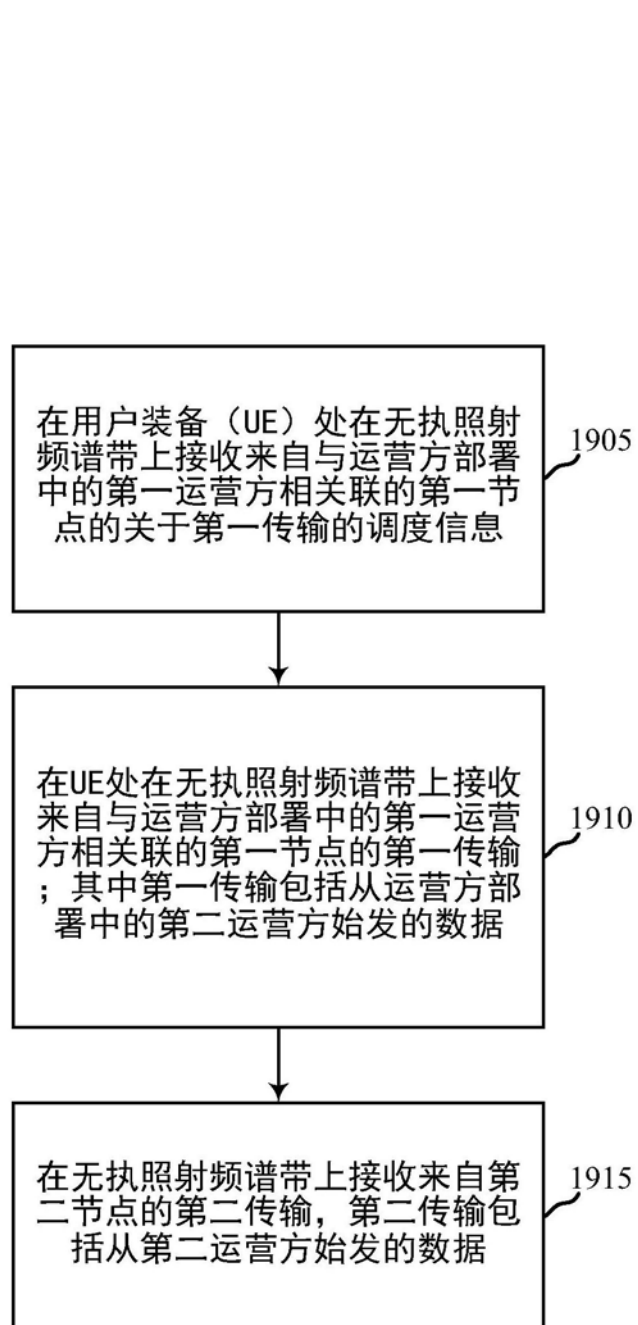 在用户装备（UE）处在无执照射
频谱带上接收来自与运营方部署
中的第一运营方相关联的第一节
点的关于第一传输的调度信息
1905
在UE处在无执照射频谱带上接收
来自与运营方部署中的第一运营
方相关联的第一节点的第一传输
；其中第一传输包括从运营方部
署中的第二运营方始发的数据
1910
在无执照射频谱带上接收来自第
二节点的第二传输，第二传输包
括从第二运营方始发的数据
1915